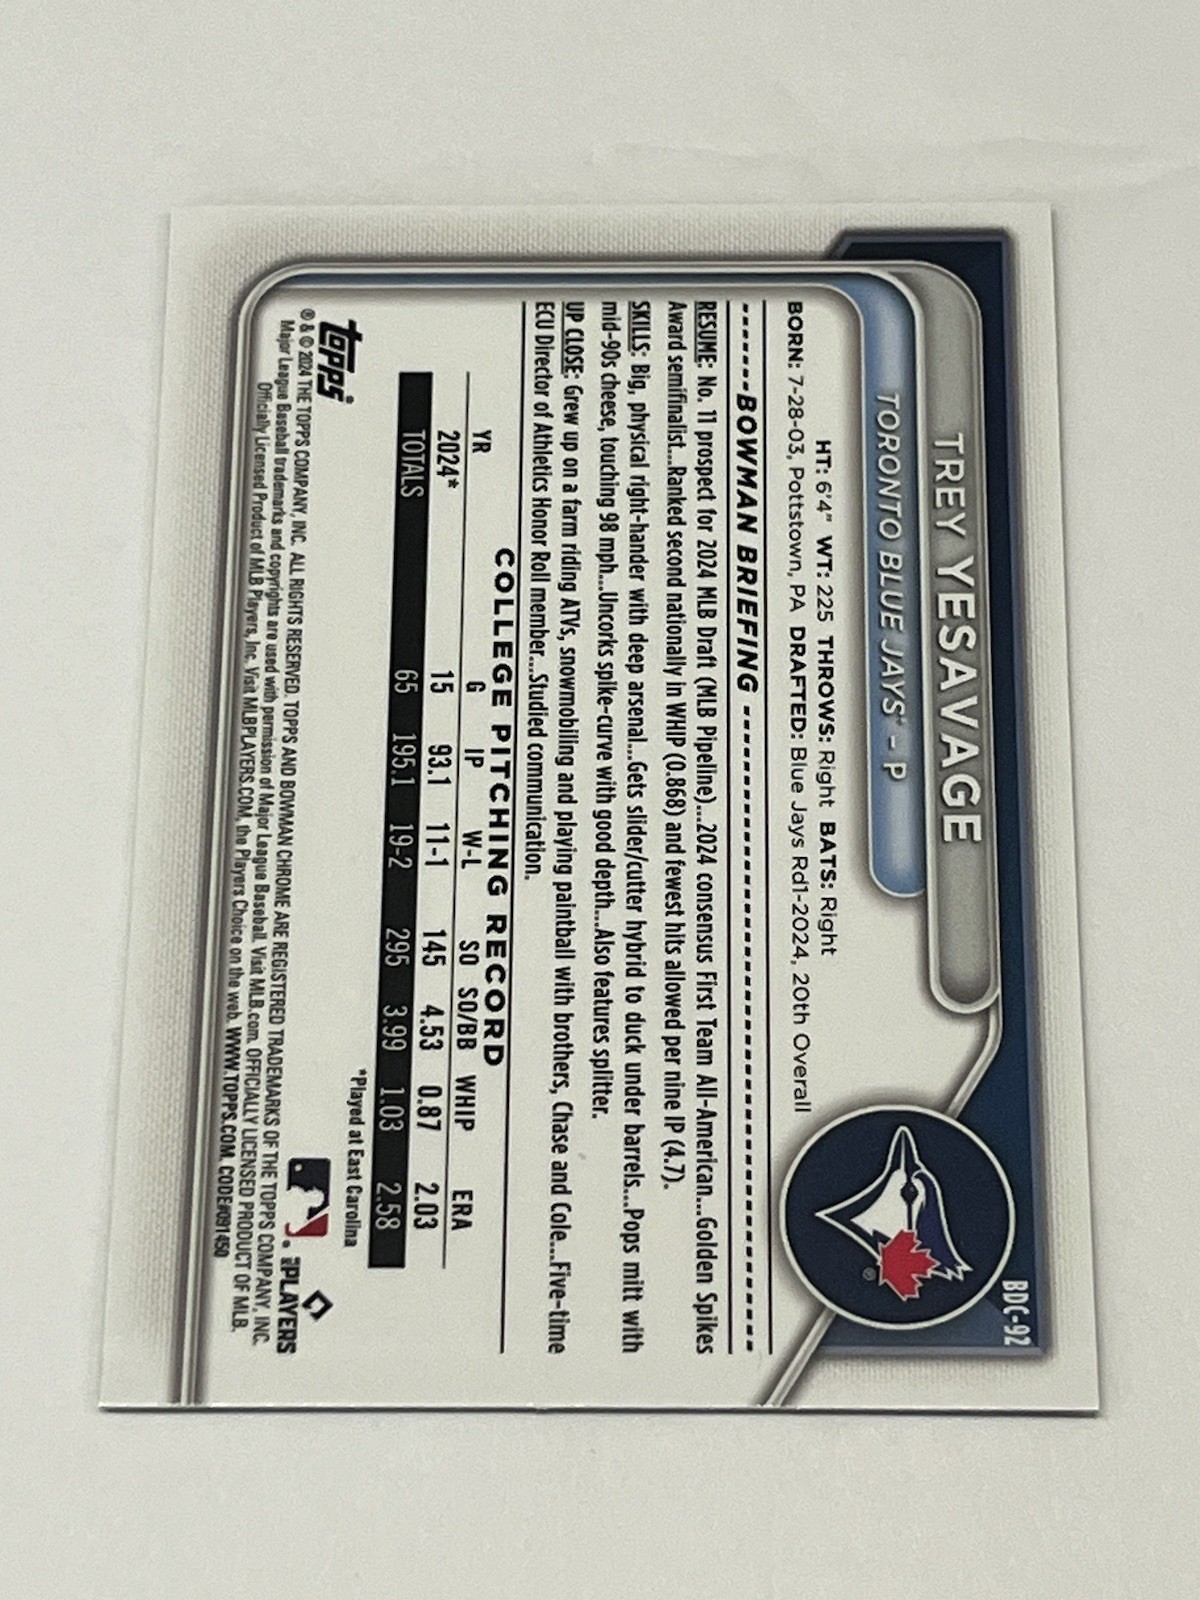 BDC-92
TREY YESAVAGE
TORONTO BLUE JAYS™ - P
HT: 6'4" WT: 225 THROWS: Right BATS: Right
BORN: 7-28-03, Pottstown, PA DRAFTED: Blue Jays Rd1-2024, 20th Overall
BOWMAN BRIEFING
RESUME: No. 11 prospect for 2024 MLB Draft (MLB Pipeline)...2024 consensus First Team All-American...Golden Spikes
Award semifinalist...Ranked second nationally in WHIP (0.868) and fewest hits allowed per nine IP (4.7).
SKILLS: Big, physical right-hander with deep arsenal...Gets slider/cutter hybrid to duck under barrels...Pops mitt with
mid-90s cheese, touching 98 mph...Uncorks spike-curve with good depth...Also features splitter.
UP CLOSE: Grew up on a farm riding ATVs, snowmobiling and playing paintball with brothers, Chase and Cole...Five-time
ECU Director of Athletics Honor Roll member...Studied communication.
COLLEGE PITCHING RECORD
YR G IP W-L SO SO/BB WHIP ERA
2024* 15 93.1 11-1 145 4.53 0.87 2.03
TOTALS 65 195.1 19-2 295 3.99 1.03 2.58
*Played at East Carolina
topps®
MLB PLAYERS
® & © 2024 THE TOPPS COMPANY, INC. ALL RIGHTS RESERVED. TOPPS AND BOWMAN CHROME ARE REGISTERED TRADEMARKS OF THE TOPPS COMPANY, INC.
Major League Baseball trademarks and copyrights are used with permission of Major League Baseball. Visit MLB.com. OFFICIALLY LICENSED PRODUCT OF MLB.
Officially Licensed Product of MLB Players, Inc. Visit MLBPLAYERS.COM, the Players Choice on the web. WWW.TOPPS.COM. CODE#091450